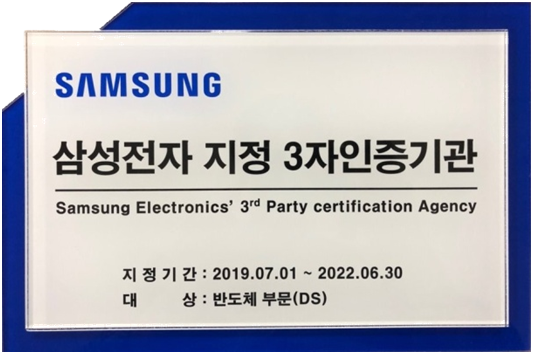 SAMSUNG
삼성전자 지정 3자인증기관
Samsung Electronics' 3rd Party certification Agency
지 정 기 간 : 2019.07.01 ~ 2022.06.30
대 상 : 반도체 부문(DS)